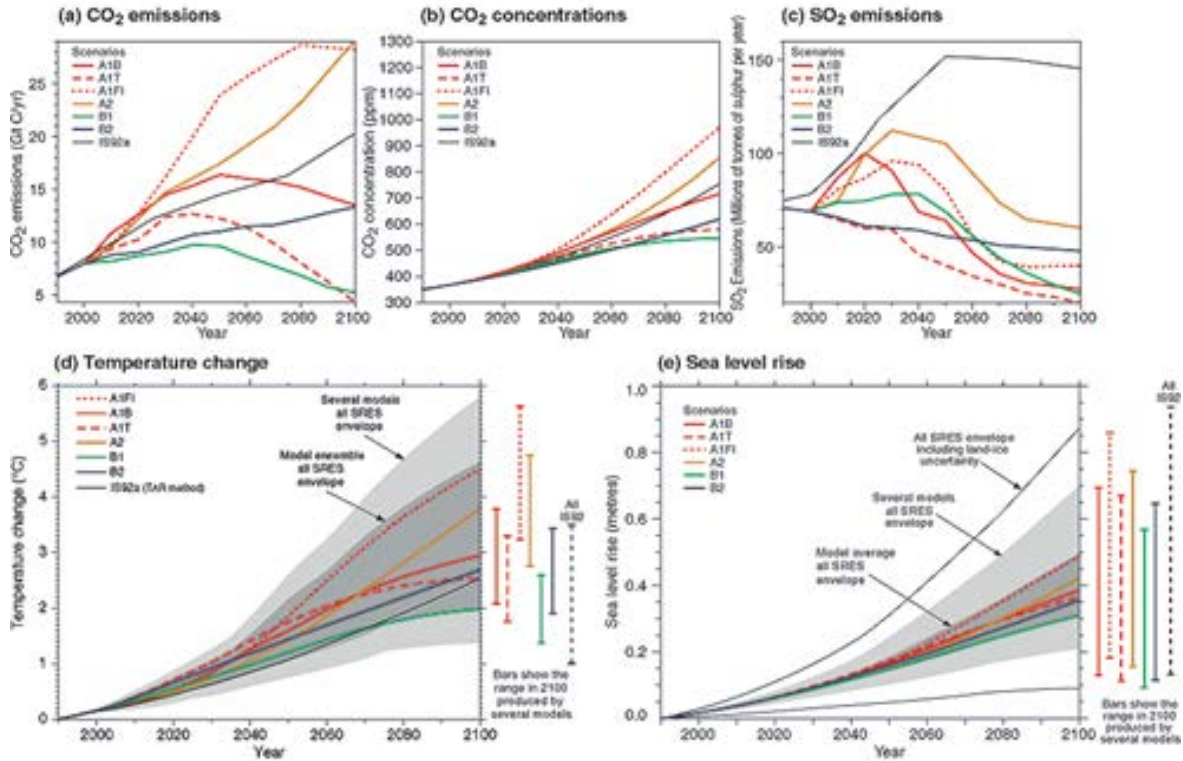 (a) CO₂ emissions
CO₂ emissions (Gt C/yr)
25
20
15
10
5
Scenarios
A1B
A1T
A1FI
A2
B1
B2
IS92a
2000 2020 2040 2060 2080 2100
Year
(b) CO₂ concentrations
CO₂ concentration (ppm)
1300
1200
1100
1000
900
800
700
600
500
400
300
Scenarios
A1B
A1T
A1FI
A2
B1
B2
IS92a
2000 2020 2040 2060 2080 2100
Year
(c) SO₂ emissions
SO₂ Emissions (Millions of tonnes of sulphur per year)
150
100
50
Scenarios
A1B
A1T
A1FI
A2
B1
B2
IS92a
2000 2020 2040 2060 2080 2100
Year
(d) Temperature change
Temperature change (°C)
6
5
4
3
2
1
0
A1FI
A1B
A1T
A2
B1
B2
IS92a (TAR method)
Several models
all SRES
envelope
Model ensemble
all SRES
envelope
2000 2020 2040 2060 2080 2100
Year
All
IS92
Bars show the
range in 2100
produced by
several models
(e) Sea level rise
Sea level rise (metres)
1.0
0.8
0.6
0.4
0.2
0.0
Scenarios
A1B
A1T
A1FI
A2
B1
B2
All SRES envelope
including land-ice
uncertainty
Several models
all SRES
envelope
Model average
all SRES
envelope
2000 2020 2040 2060 2080 2100
Year
All
IS92
Bars show the
range in 2100
produced by
several models